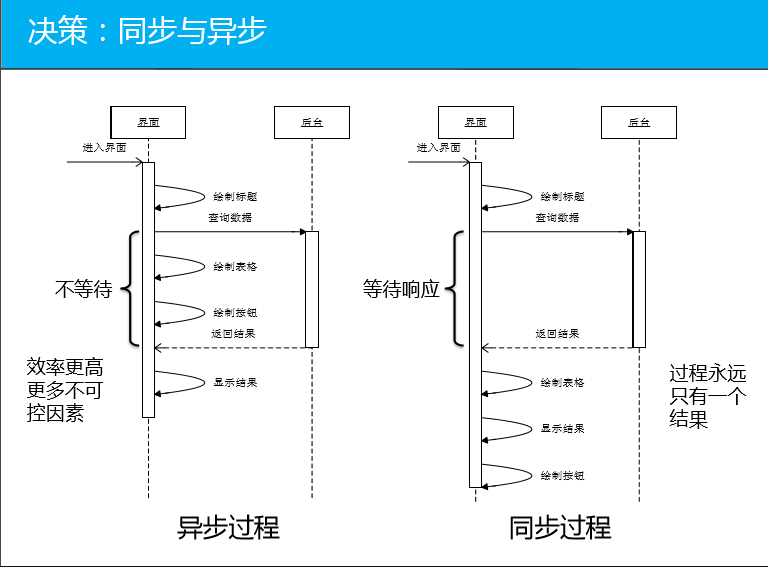 决策：同步与异步
界面
后台
进入界面
绘制标题
查询数据
不等待
绘制表格
绘制按钮
返回结果
效率更高
更多不可
控因素
显示结果
异步过程
界面
后台
进入界面
绘制标题
查询数据
等待响应
返回结果
过程永远
只有一个
结果
绘制表格
显示结果
绘制按钮
同步过程